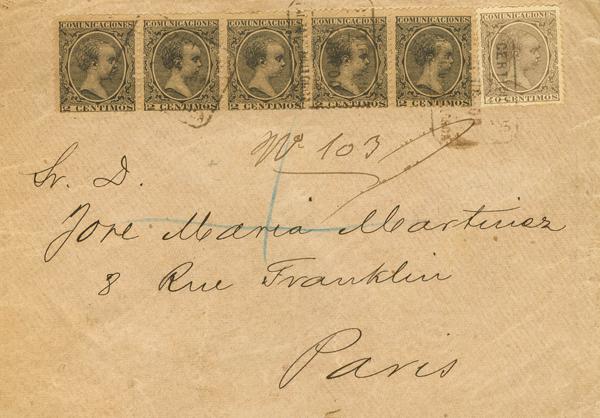 COMUNICACIONES COMUNICACIONES COMUNICACIONES COMUNICACIONES COMUNICACIONES COMUNICACIONES
2 CENTIMOS 2 CENTIMOS 2 CENTIMOS 2 CENTIMOS 2 CENTIMOS 20 CENTIMOS
Nº 103
Sr. D.
Jose Maria Martinez
8 Rue Franklin
Paris